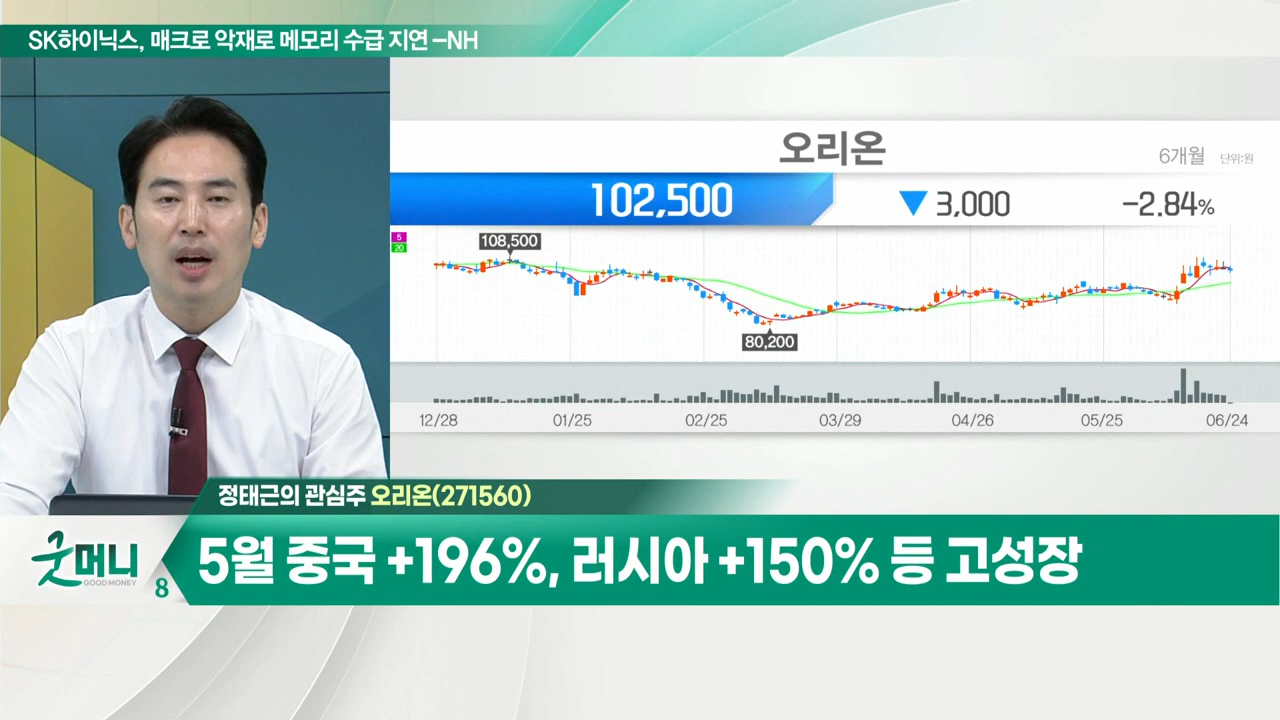 SK하이닉스, 매크로 악재로 메모리 수급 지연 -NH
오리온
6개월 단위:원
102,500 ▼ 3,000 -2.84%
5
20
108,500
80,200
12/28 01/25 02/25 03/29 04/26 05/25 06/24
정태근의 관심주 오리온(271560)
굿머니
GOOD MONEY
8
5월 중국 +196%, 러시아 +150% 등 고성장